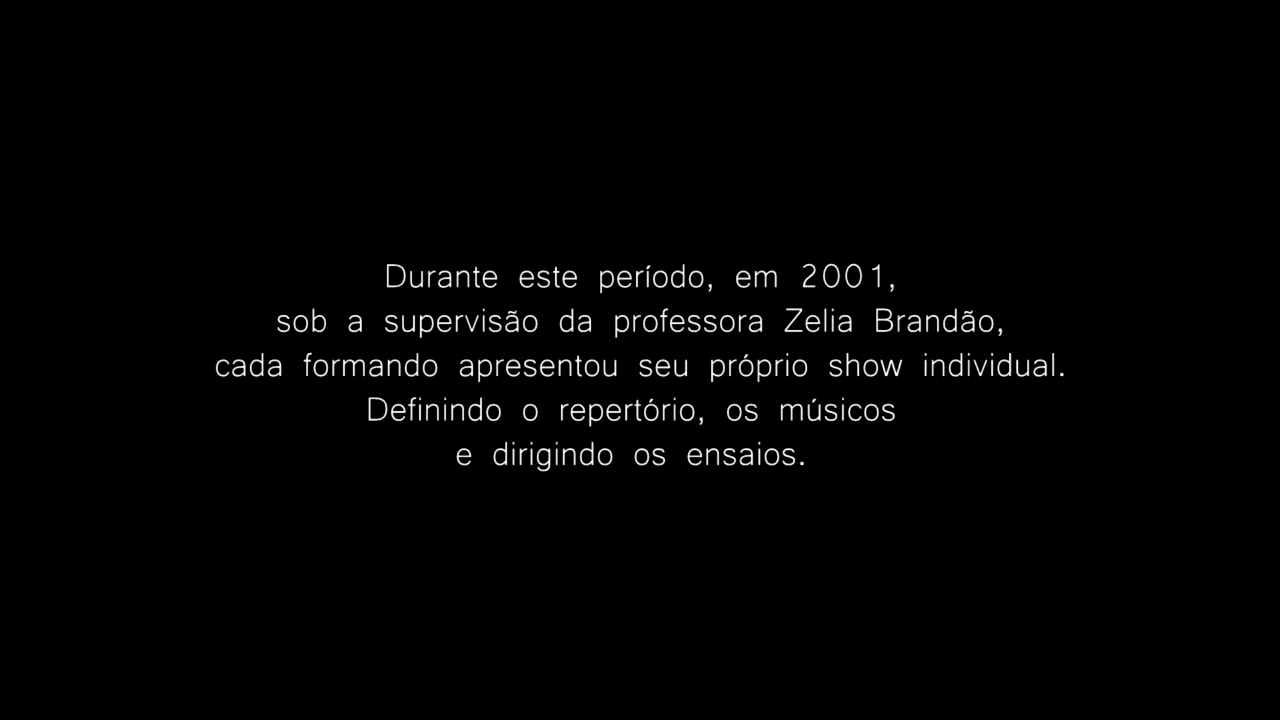 Durante este período, em 2001,
sob a supervisão da professora Zelia Brandão,
cada formando apresentou seu próprio show individual.
Definindo o repertório, os músicos
e dirigindo os ensaios.